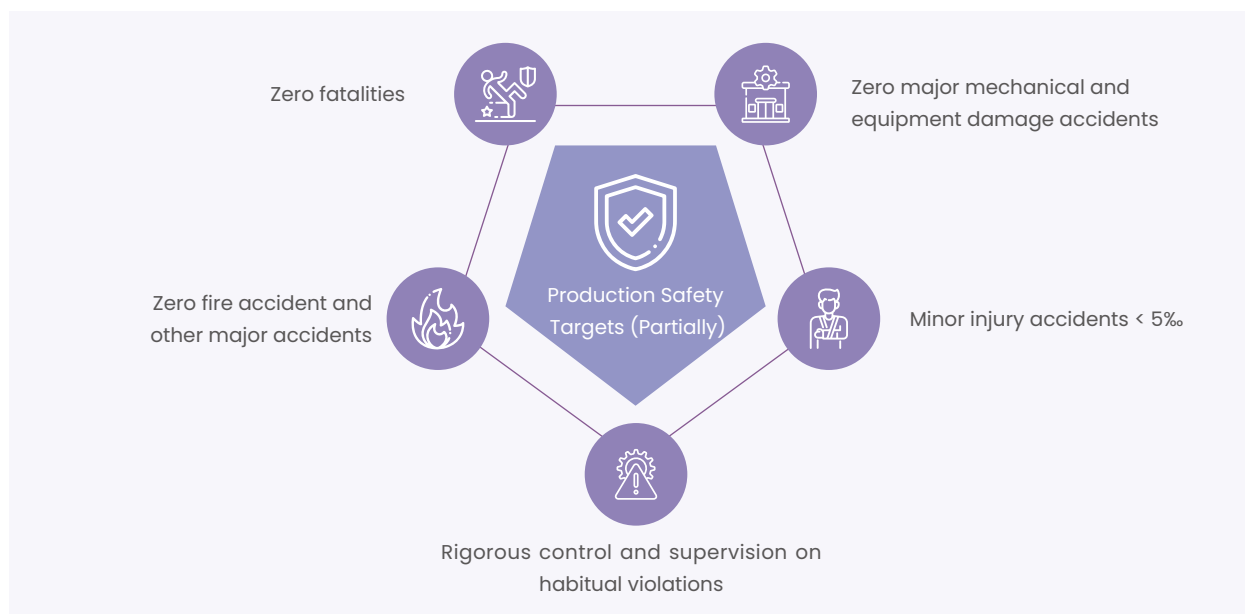 Zero fatalities
Zero major mechanical and
equipment damage accidents
Production Safety
Targets (Partially)
Zero fire accident and
other major accidents
Minor injury accidents < 5‰
Rigorous control and supervision on
habitual violations